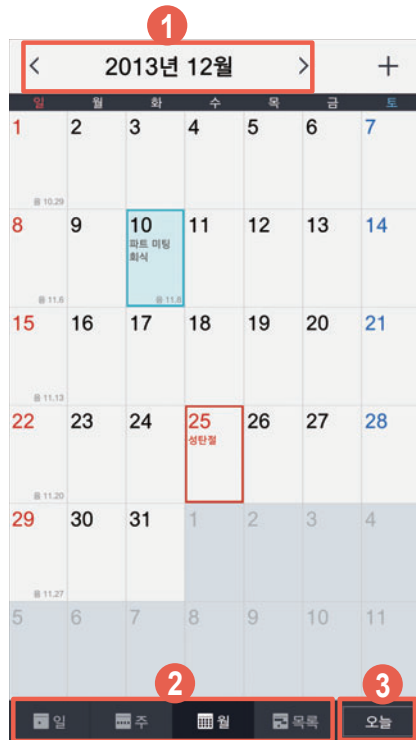 1
< 2013년 12월 > +
일 월 화 수 목 금 토
1 2 3 4 5 6 7
음 10.29
8 9 10 11 12 13 14
파트 미팅
회식
음 11.6 음 11.8
15 16 17 18 19 20 21
음 11.13
22 23 24 25 26 27 28
성탄절
음 11.20
29 30 31 1 2 3 4
음 11.27
5 6 7 8 9 10 11
2 3
일 주 월 목록 오늘